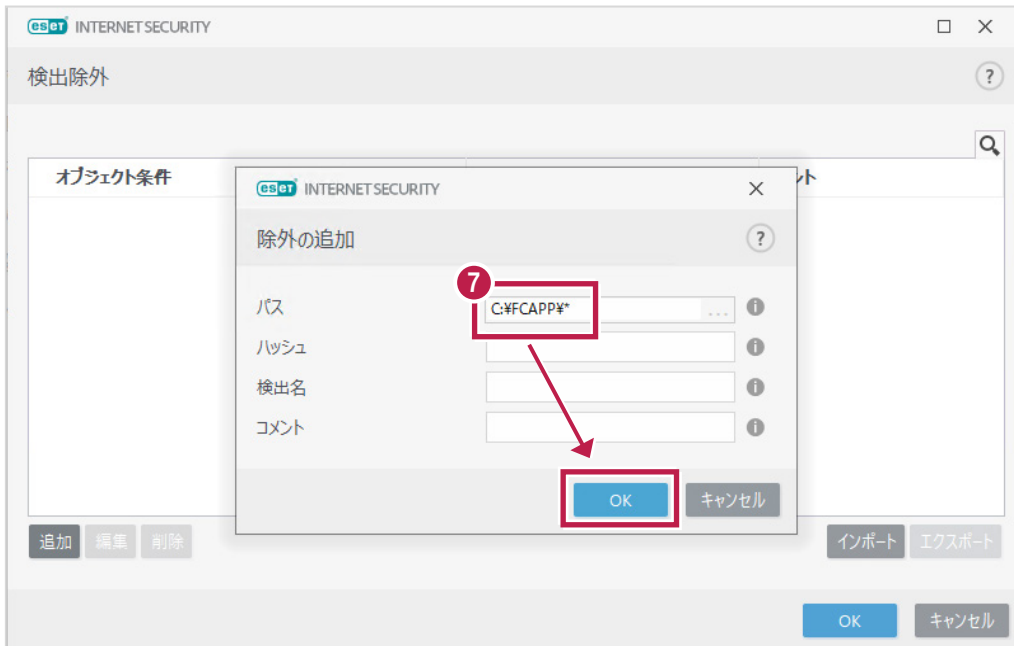 eset INTERNET SECURITY
検出除外
?
オブジェクト条件
ント
eset INTERNET SECURITY
除外の追加
?
7
パス
C:¥FCAPP¥*
...
ハッシュ
検出名
コメント
OK
キャンセル
追加
編集
削除
インポート
エクスポート
OK
キャンセル